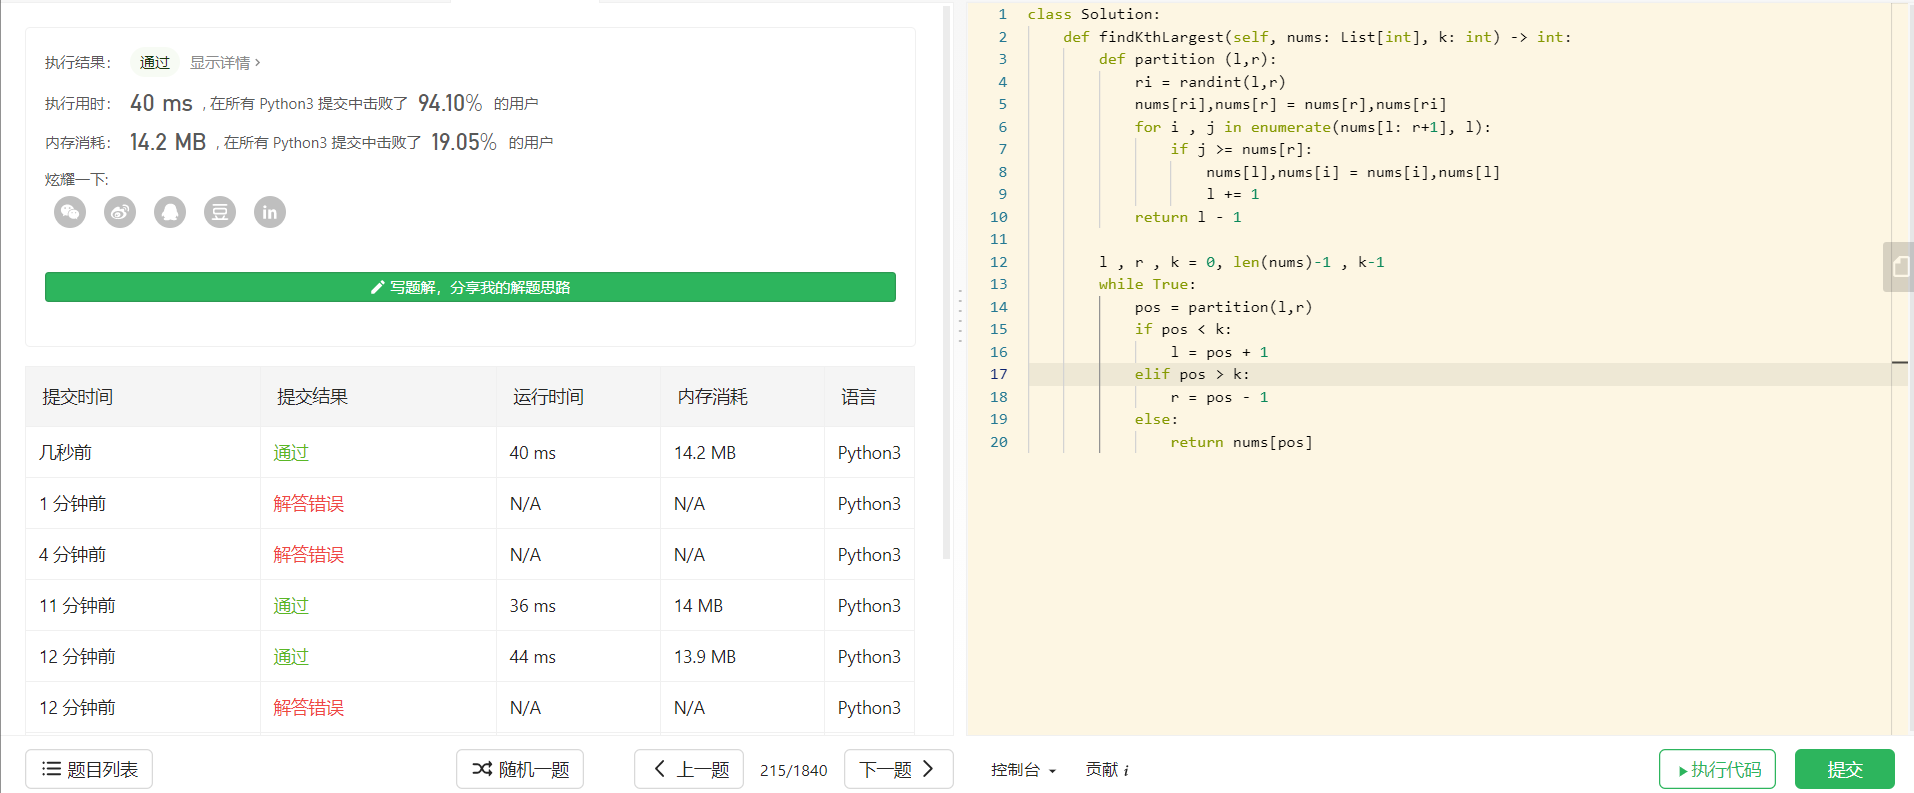 执行结果： 通过 显示详情 ›
执行用时： 40 ms , 在所有 Python3 提交中击败了 94.10% 的用户
内存消耗： 14.2 MB , 在所有 Python3 提交中击败了 19.05% 的用户
炫耀一下:
写题解，分享我的解题思路
提交时间 提交结果 运行时间 内存消耗 语言
几秒前 通过 40 ms 14.2 MB Python3
1 分钟前 解答错误 N/A N/A Python3
4 分钟前 解答错误 N/A N/A Python3
11 分钟前 通过 36 ms 14 MB Python3
12 分钟前 通过 44 ms 13.9 MB Python3
12 分钟前 解答错误 N/A N/A Python3
题目列表 随机一题 上一题 215/1840 下一题
1 class Solution:
2 def findKthLargest(self, nums: List[int], k: int) -> int:
3 def partition (l,r):
4 ri = randint(l,r)
5 nums[ri],nums[r] = nums[r],nums[ri]
6 for i , j in enumerate(nums[l: r+1], l):
7 if j >= nums[r]:
8 nums[l],nums[i] = nums[i],nums[l]
9 l += 1
10 return l - 1
11
12 l , r , k = 0, len(nums)-1 , k-1
13 while True:
14 pos = partition(l,r)
15 if pos < k:
16 l = pos + 1
17 elif pos > k:
18 r = pos - 1
19 else:
20 return nums[pos]
控制台 贡献 i 执行代码 提交